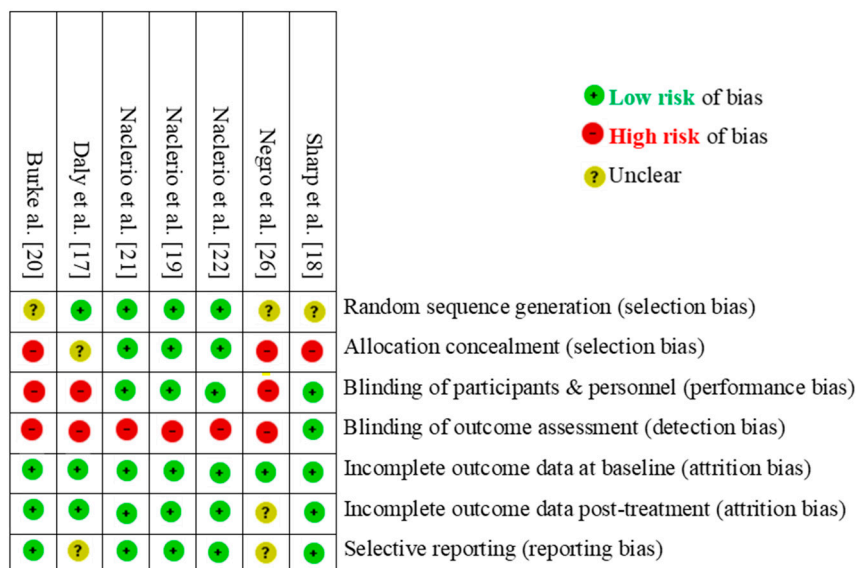 Burke al. [20]
Daly et al. [17]
Naclerio et al. [21]
Naclerio et al. [19]
Naclerio et al. [22]
Negro et al. [26]
Sharp et al. [18]
+ Low risk of bias
- High risk of bias
? Unclear
? + + + + ? ? Random sequence generation (selection bias)
- ? + + + - - Allocation concealment (selection bias)
- - + + + - + Blinding of participants & personnel (performance bias)
- - - - - - + Blinding of outcome assessment (detection bias)
+ + + + + + + Incomplete outcome data at baseline (attrition bias)
+ + + + + ? + Incomplete outcome data post-treatment (attrition bias)
+ ? + + + ? + Selective reporting (reporting bias)